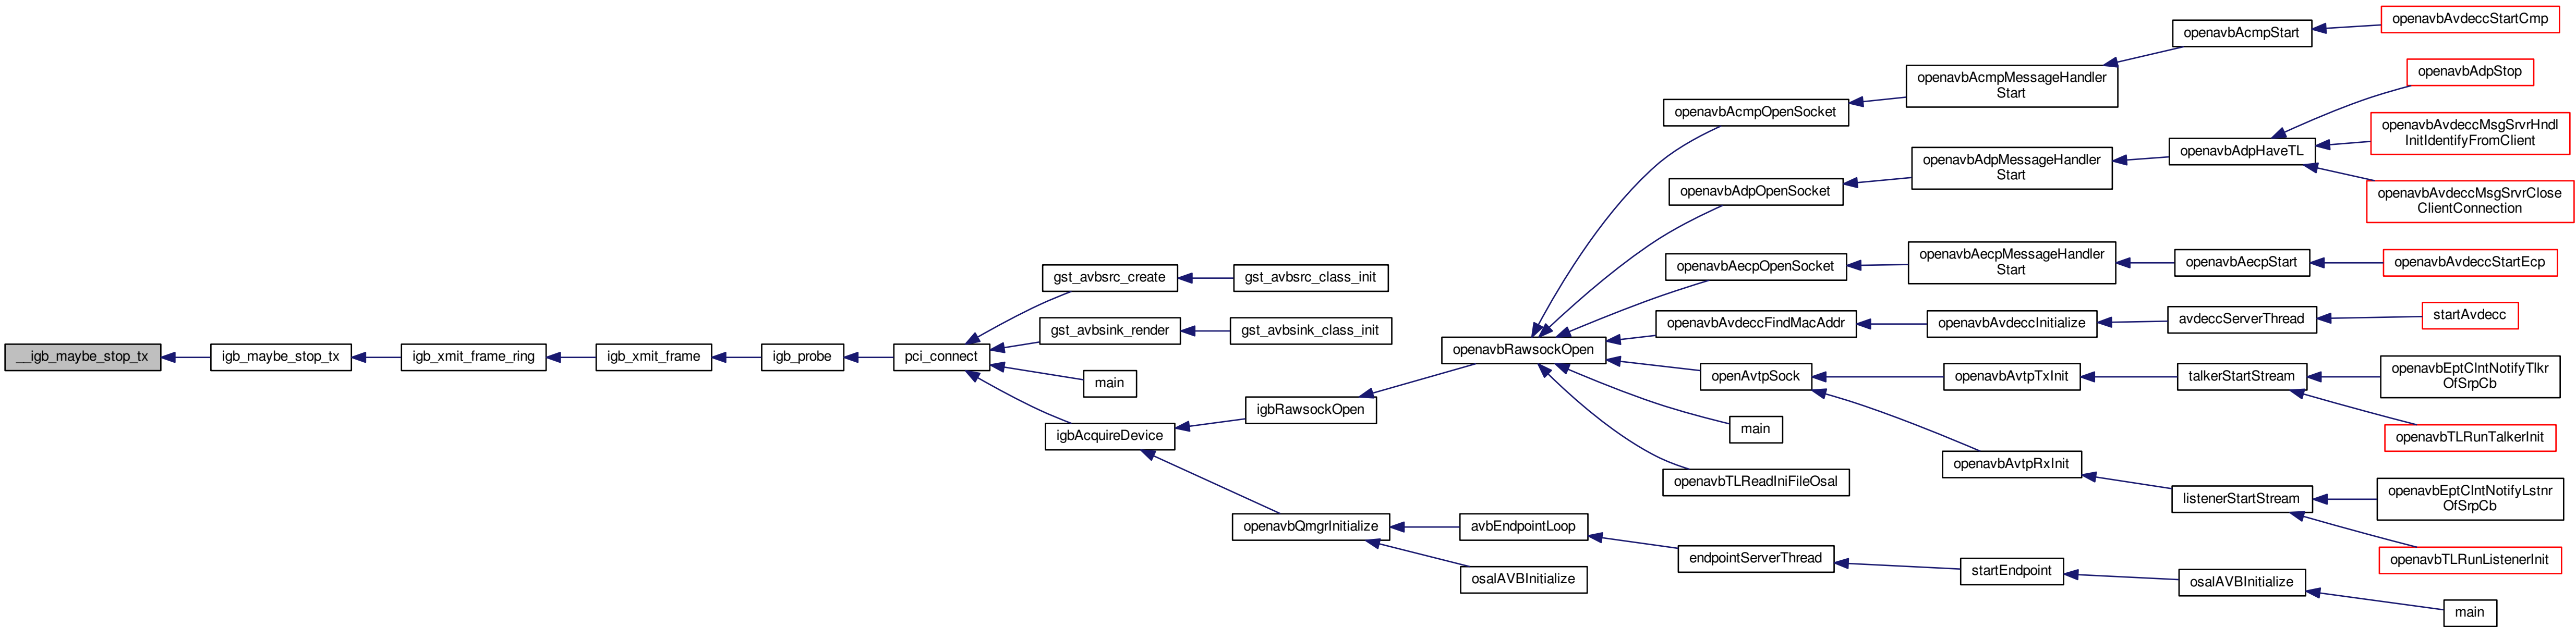 __igb_maybe_stop_tx
igb_maybe_stop_tx
igb_xmit_frame_ring
igb_xmit_frame
igb_probe
pci_connect
gst_avbsrc_create
gst_avbsrc_class_init
gst_avbsink_render
gst_avbsink_class_init
main
igbAcquireDevice
igbRawsockOpen
openavbRawsockOpen
openavbAcmpOpenSocket
openavbAcmpMessageHandler
Start
openavbAcmpStart
openavbAvdeccStartCmp
openavbAdpOpenSocket
openavbAdpMessageHandler
Start
openavbAdpHaveTL
openavbAdpStop
openavbAvdeccMsgSrvrHndl
InitIdentifyFromClient
openavbAvdeccMsgSrvrClose
ClientConnection
openavbAecpOpenSocket
openavbAecpMessageHandler
Start
openavbAecpStart
openavbAvdeccStartEcp
openavbAvdeccFindMacAddr
openavbAvdeccInitialize
avdeccServerThread
startAvdecc
openAvtpSock
openavbAvtpTxInit
talkerStartStream
openavbEptClntNotifyTlkr
OfSrpCb
openavbTLRunTalkerInit
openavbAvtpRxInit
listenerStartStream
openavbEptClntNotifyLstnr
OfSrpCb
openavbTLRunListenerInit
main
openavbTLReadIniFileOsal
openavbQmgrInitialize
avbEndpointLoop
endpointServerThread
startEndpoint
osalAVBInitialize
main
osalAVBInitialize